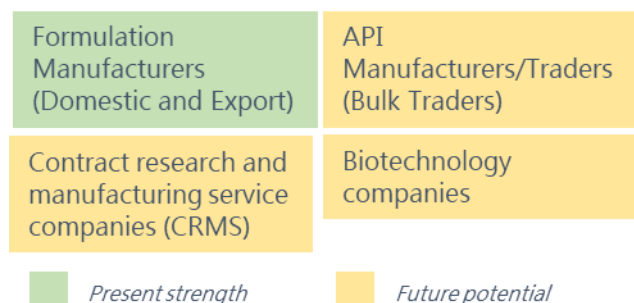 Formulation
Manufacturers
(Domestic and Export)
API
Manufacturers/Traders
(Bulk Traders)
Contract research and
manufacturing service
companies (CRMS)
Biotechnology
companies
Present strength
Future potential